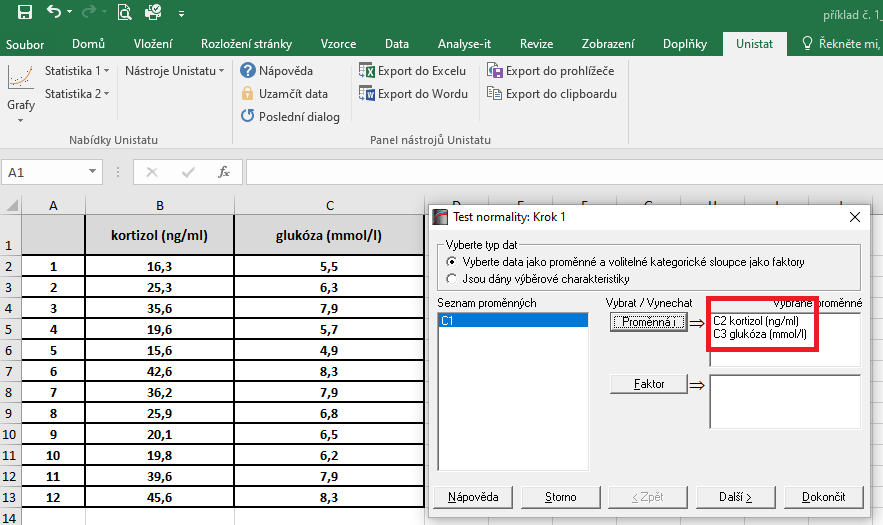 příklad č. 1_
Soubor Domů Vložení Rozložení stránky Vzorce Data Analyse-it Revize Zobrazení Doplňky Unistat Řekněte mi,
Grafy
Statistika 1
Statistika 2
Nástroje Unistatu
Nabídky Unistatu
Nápověda
Uzamčít data
Poslední dialog
Export do Excelu
Export do Wordu
Export do prohlížeče
Export do clipboardu
Panel nástrojů Unistatu
A1 fx
A B C
1 kortizol (ng/ml) glukóza (mmol/l)
2 1 16,3 5,5
3 2 25,3 6,3
4 3 35,6 7,9
5 4 19,6 5,7
6 5 15,6 4,9
7 6 42,6 8,3
8 7 36,2 7,9
9 8 25,9 6,8
10 9 20,1 6,5
11 10 19,8 6,2
12 11 39,6 7,9
13 12 45,6 8,3
14
Test normality: Krok 1
Vyberte typ dat
Vyberte data jako proměnné a volitelné kategorické sloupce jako faktory
Jsou dány výběrové charakteristiky
Seznam proměnných
C1
Vybrat / Vynechat
Proměnná i
Faktor
Vybrané proměnné
C2 kortizol (ng/ml)
C3 glukóza (mmol/l)
Nápověda Storno < Zpět Další > Dokončit